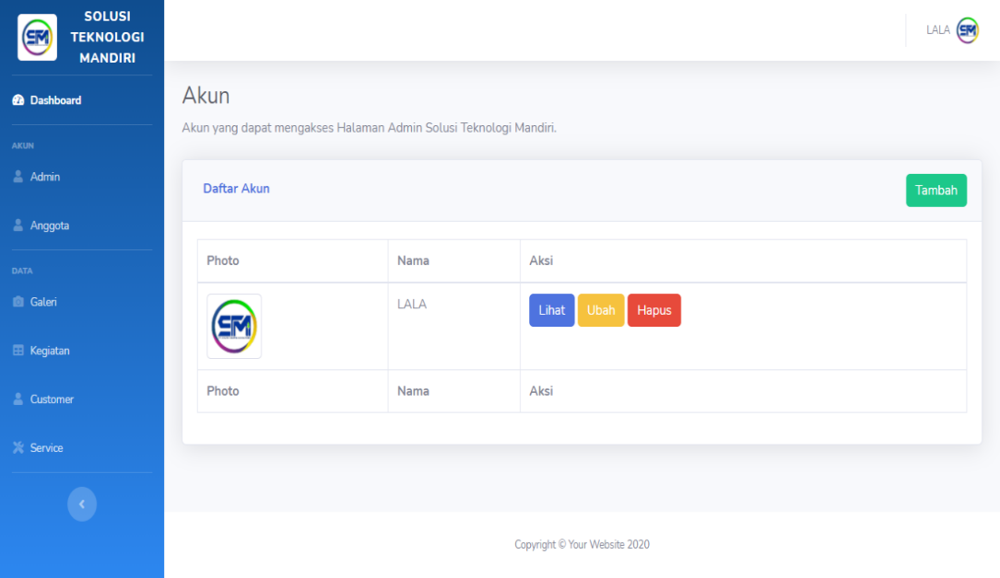 SOLUSI
TEKNOLOGI
MANDIRI
LALA
Dashboard
AKUN
Admin
Anggota
DATA
Galeri
Kegiatan
Customer
Service
Akun
Akun yang dapat mengakses Halaman Admin Solusi Teknologi Mandiri.
Daftar Akun
Tambah
Photo Nama Aksi
STM
LALA Lihat Ubah Hapus
Photo Nama Aksi
Copyright © Your Website 2020